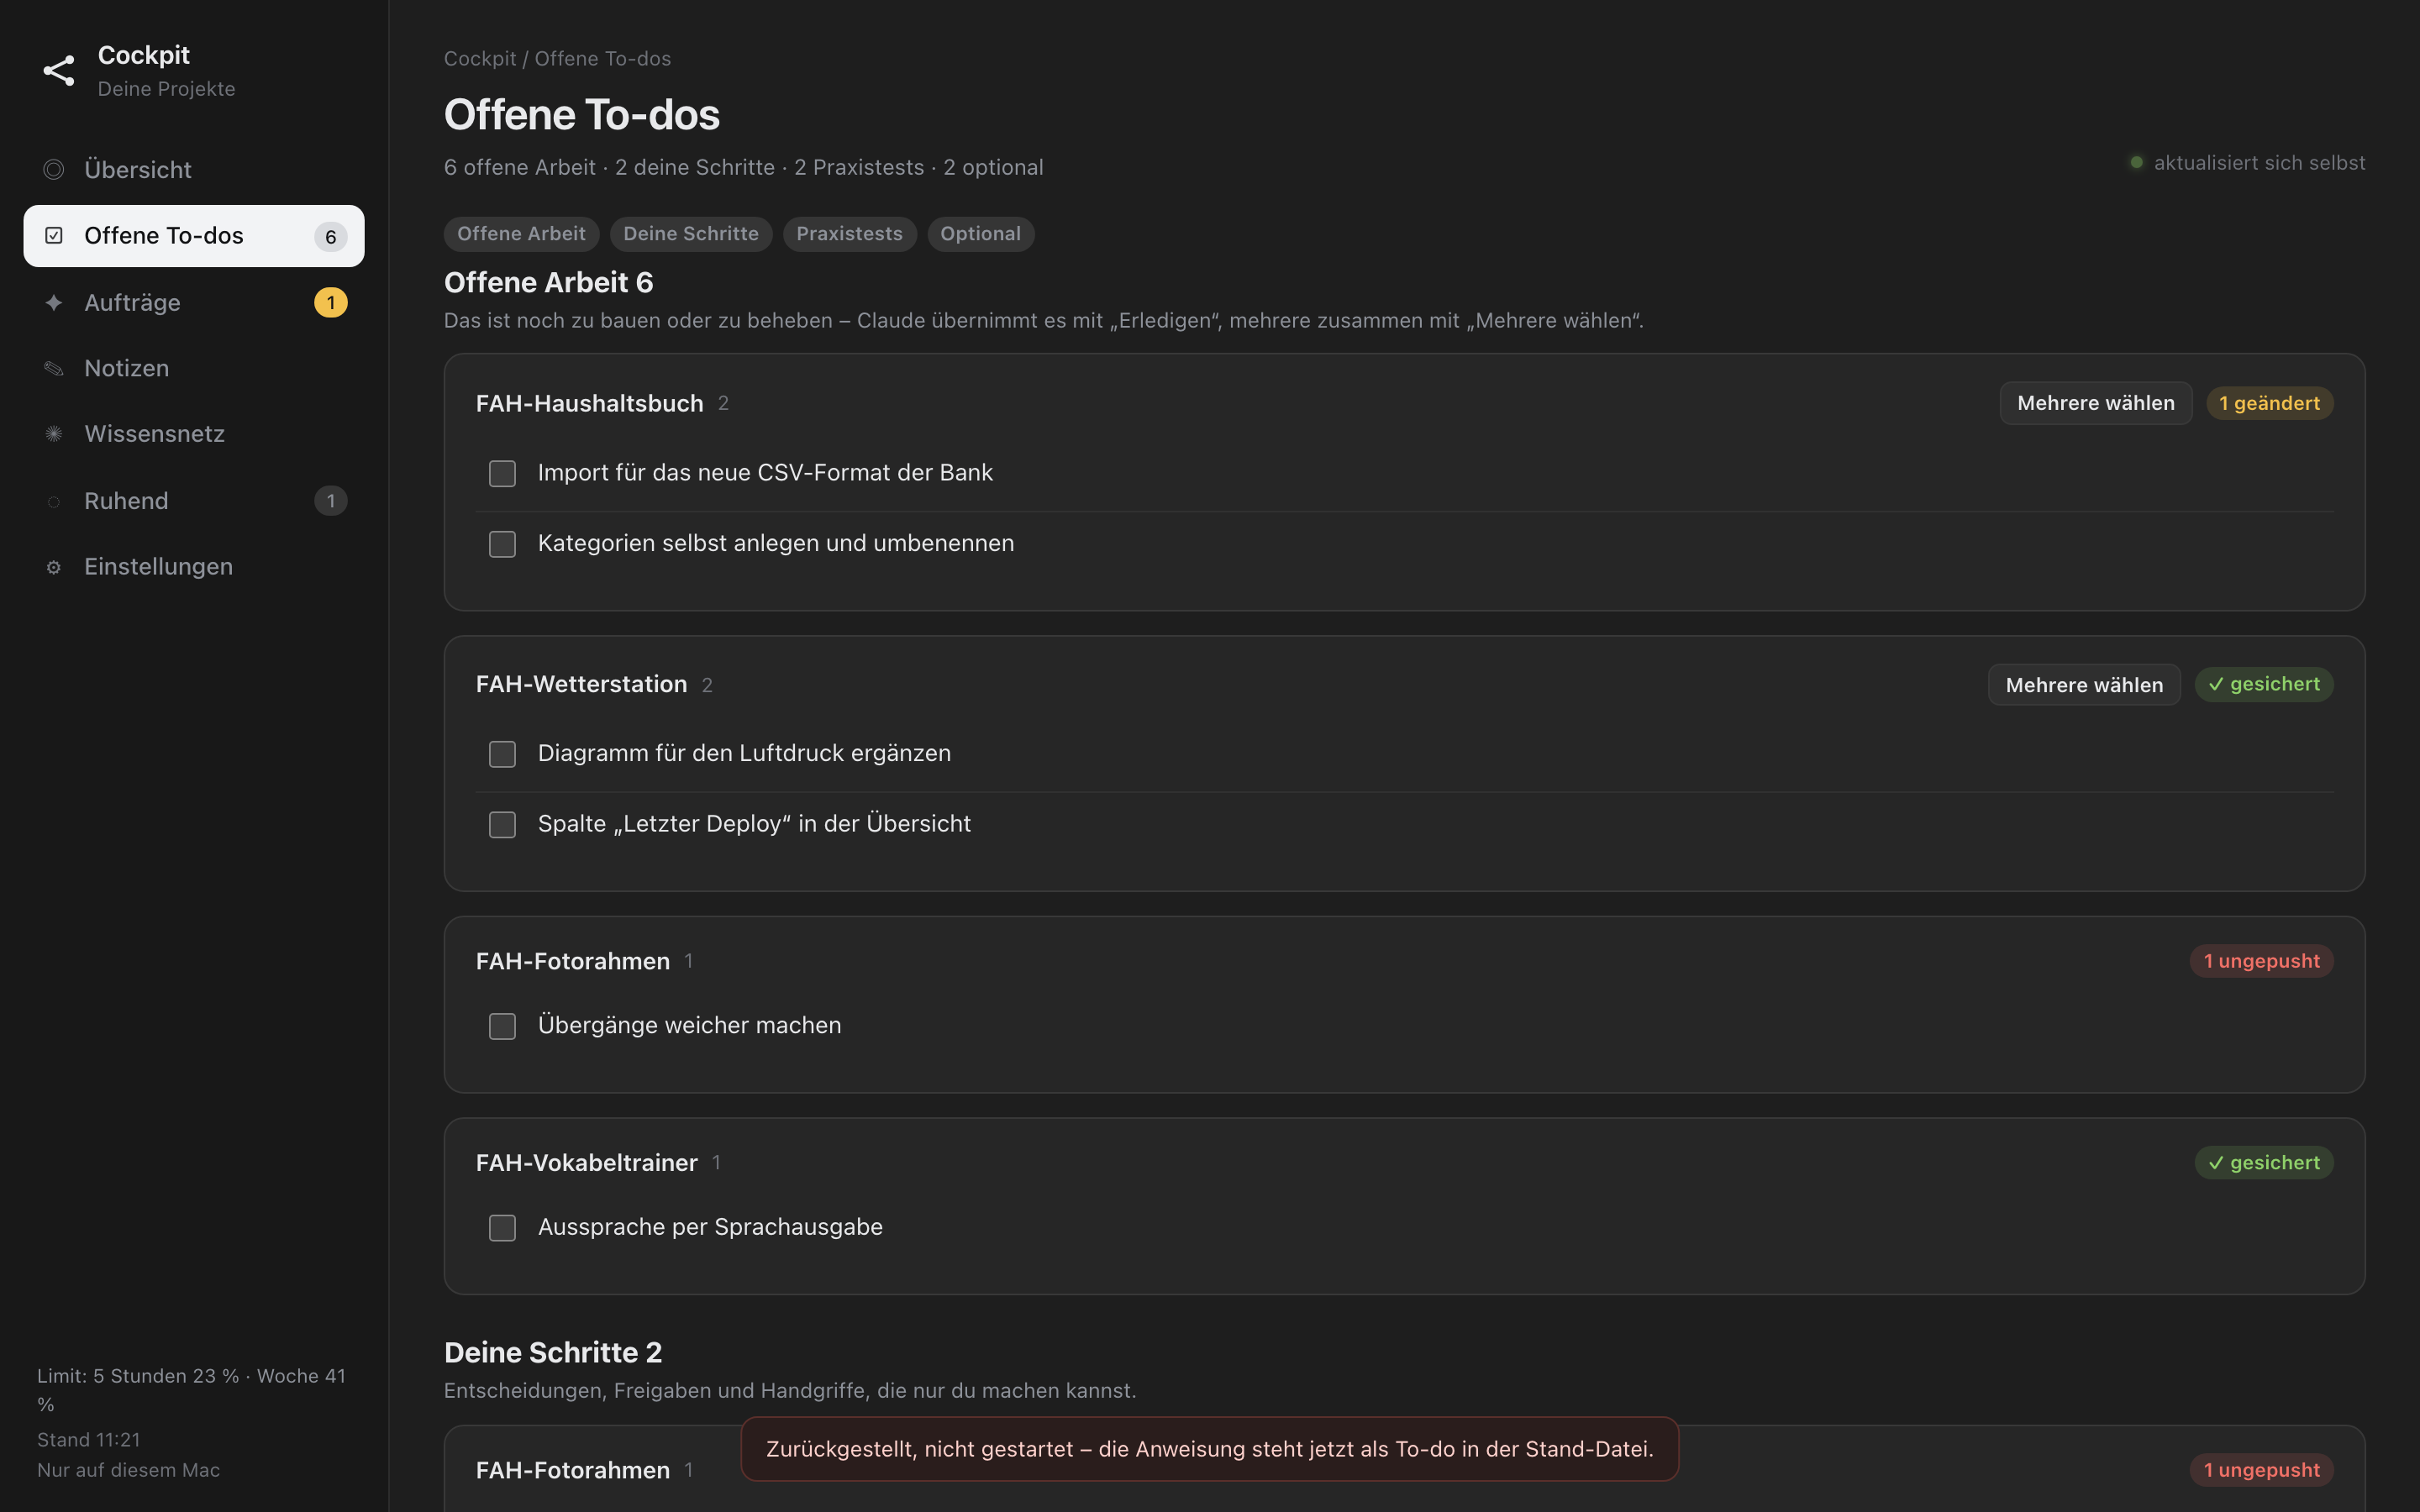 Cockpit
Deine Projekte
Übersicht
Offene To-dos 6
Aufträge 1
Notizen
Wissensnetz
Ruhend 1
Einstellungen
Limit: 5 Stunden 23 % · Woche 41
%
Stand 11:21
Nur auf diesem Mac
Cockpit / Offene To-dos
Offene To-dos
6 offene Arbeit · 2 deine Schritte · 2 Praxistests · 2 optional
aktualisiert sich selbst
Offene Arbeit Deine Schritte Praxistests Optional
Offene Arbeit 6
Das ist noch zu bauen oder zu beheben – Claude übernimmt es mit „Erledigen“, mehrere zusammen mit „Mehrere wählen“.
FAH-Haushaltsbuch 2 Mehrere wählen 1 geändert
Import für das neue CSV-Format der Bank
Kategorien selbst anlegen und umbenennen
FAH-Wetterstation 2 Mehrere wählen ✓ gesichert
Diagramm für den Luftdruck ergänzen
Spalte „Letzter Deploy“ in der Übersicht
FAH-Fotorahmen 1 1 ungepusht
Übergänge weicher machen
FAH-Vokabeltrainer 1 ✓ gesichert
Aussprache per Sprachausgabe
Deine Schritte 2
Entscheidungen, Freigaben und Handgriffe, die nur du machen kannst.
FAH-Fotorahmen 1 1 ungepusht
Zurückgestellt, nicht gestartet – die Anweisung steht jetzt als To-do in der Stand-Datei.